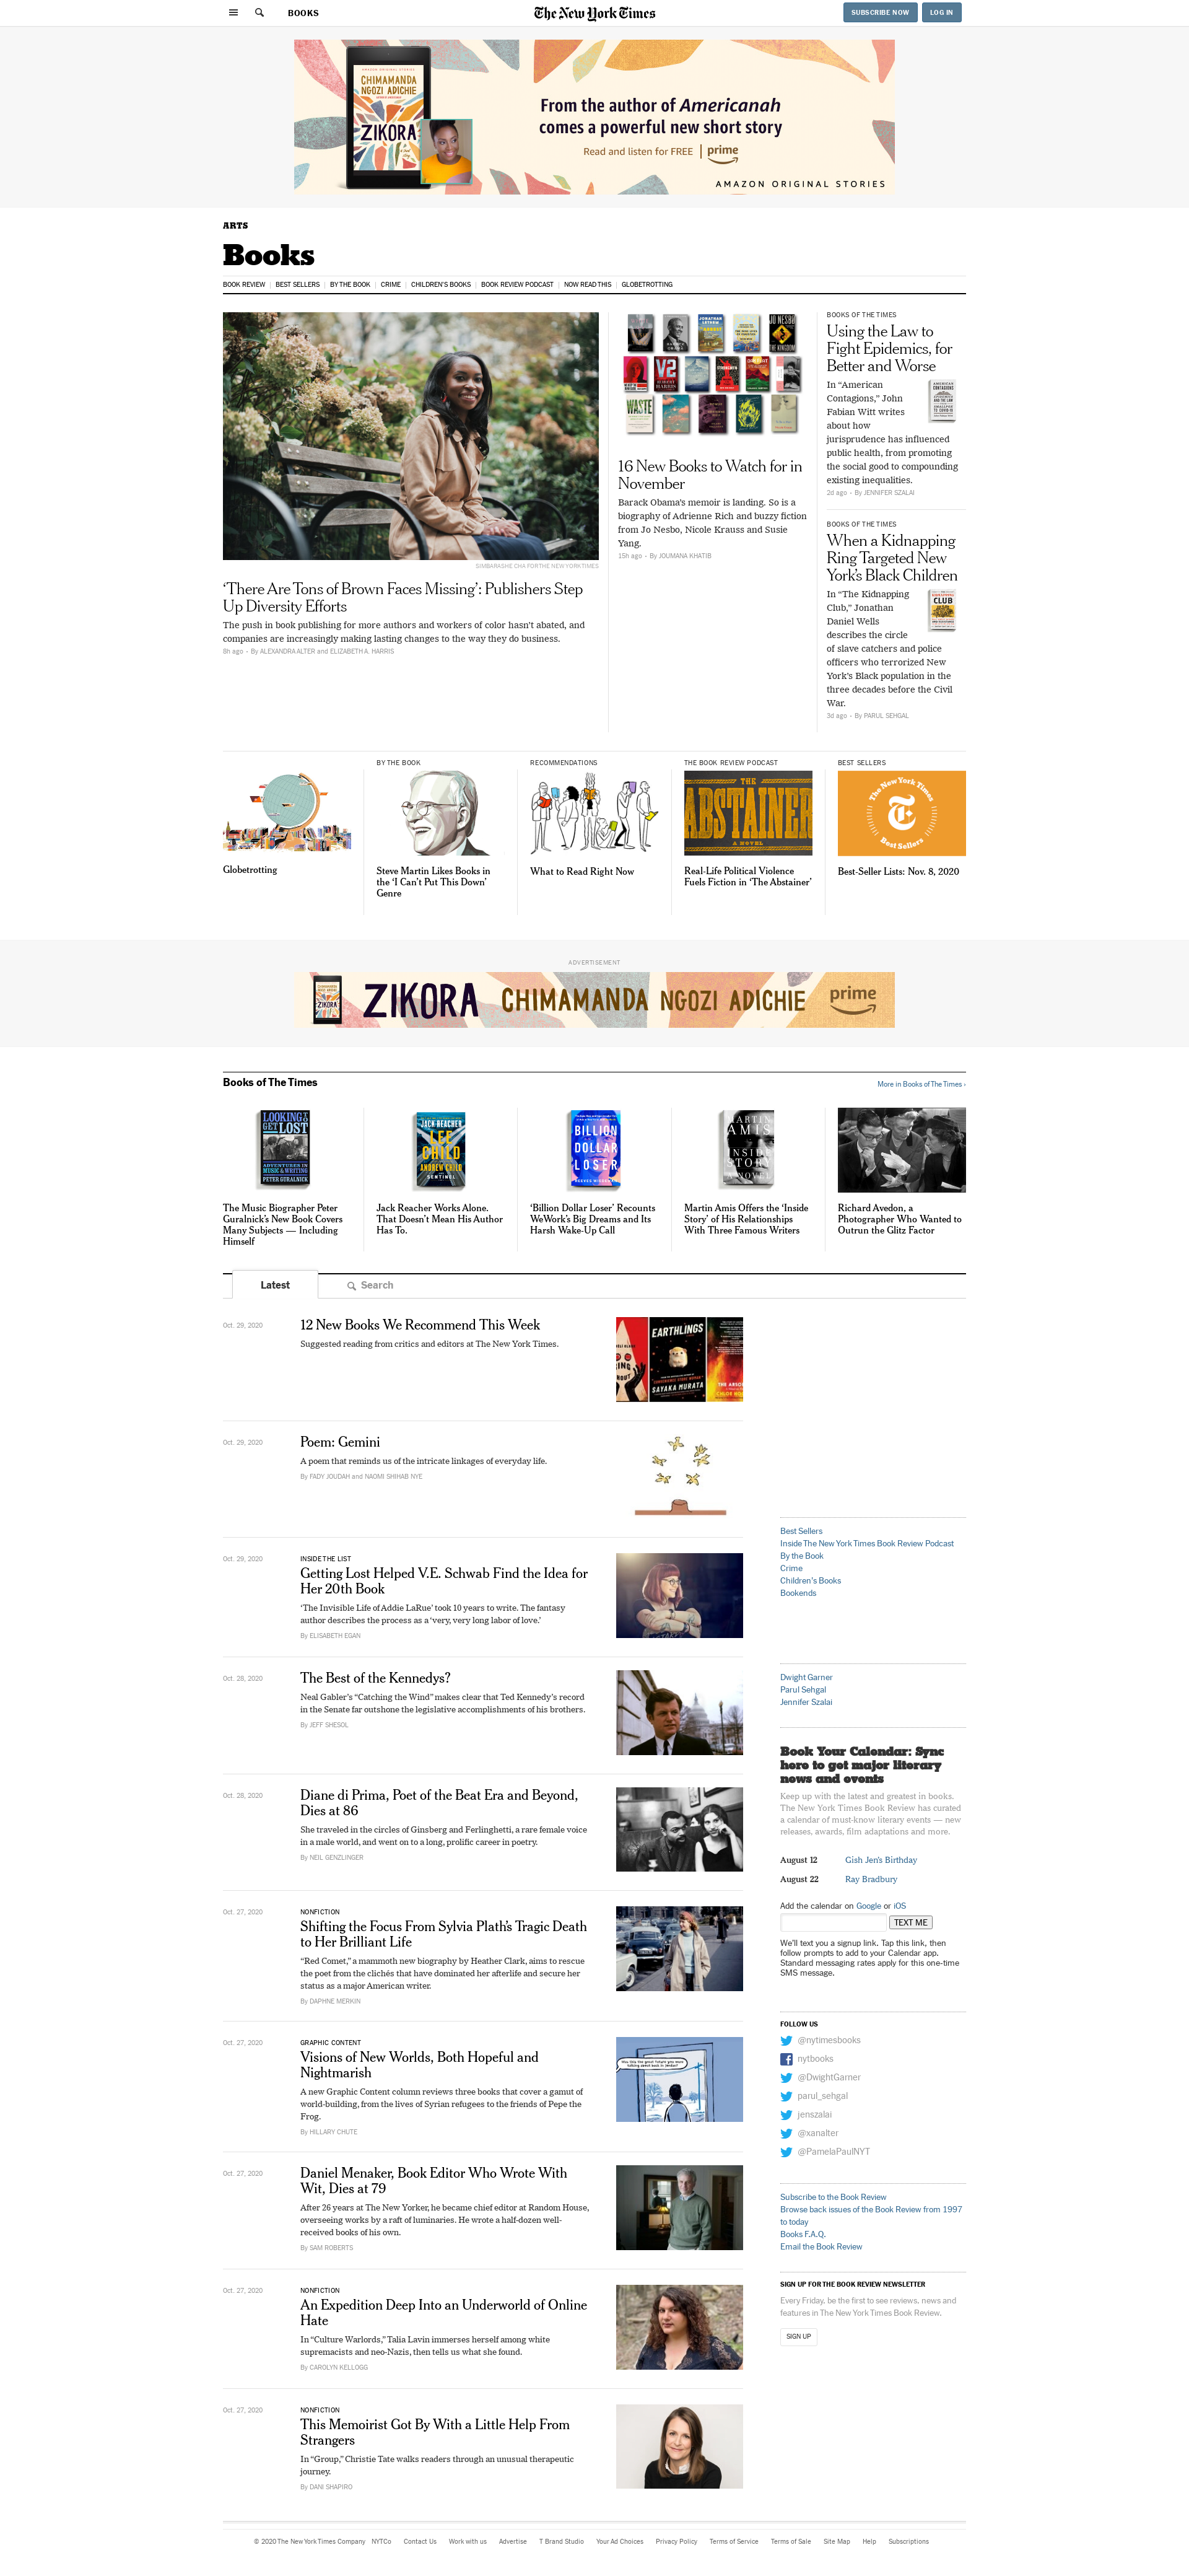 BOOKS
The New York Times
SUBSCRIBE NOW
LOG IN
CHIMAMANDA
NGOZI ADICHIE
ZIKORA
From the author of Americanah
comes a powerful new short story
Read and listen for FREE | prime
AMAZON ORIGINAL STORIES
ARTS
Books
BOOK REVIEW | BEST SELLERS | BY THE BOOK | CRIME | CHILDREN'S BOOKS | BOOK REVIEW PODCAST | NOW READ THIS | GLOBETROTTING
SIMBARASHE CHA FOR THE NEW YORK TIMES
‘There Are Tons of Brown Faces Missing’: Publishers Step
Up Diversity Efforts
The push in book publishing for more authors and workers of color hasn’t abated, and
companies are increasingly making lasting changes to the way they do business.
8h ago • By ALEXANDRA ALTER and ELIZABETH A. HARRIS
JO NESBO
V2
WASTE
16 New Books to Watch for in
November
Barack Obama’s memoir is landing. So is a
biography of Adrienne Rich and buzzy fiction
from Jo Nesbo, Nicole Krauss and Susie
Yang.
15h ago • By JOUMANA KHATIB
BOOKS OF THE TIMES
Using the Law to
Fight Epidemics, for
Better and Worse
In “American
Contagions,” John
Fabian Witt writes
about how
jurisprudence has influenced
public health, from promoting
the social good to compounding
existing inequalities.
2d ago • By JENNIFER SZALAI
BOOKS OF THE TIMES
When a Kidnapping
Ring Targeted New
York’s Black Children
In “The Kidnapping
Club,” Jonathan
Daniel Wells
describes the circle
of slave catchers and police
officers who terrorized New
York’s Black population in the
three decades before the Civil
War.
CLUB
3d ago • By PARUL SEHGAL
Globetrotting
BY THE BOOK
Steve Martin Likes Books in
the ‘I Can’t Put This Down’
Genre
RECOMMENDATIONS
What to Read Right Now
THE BOOK REVIEW PODCAST
THE
ABSTAINER
A NOVEL
Real-Life Political Violence
Fuels Fiction in ‘The Abstainer’
BEST SELLERS
The New York Times
Best Sellers
Best-Seller Lists: Nov. 8, 2020
ADVERTISEMENT
ZIKORA CHIMAMANDA NGOZI ADICHIE prime
Books of The Times
More in Books of The Times ›
LOOKING TO
GET LOST
ADVENTURES IN
MUSIC & WRITING
PETER GURALNICK
The Music Biographer Peter
Guralnick’s New Book Covers
Many Subjects — Including
Himself
JACK REACHER
LEE
CHILD
ANDREW CHILD
SENTINEL
Jack Reacher Works Alone.
That Doesn’t Mean His Author
Has To.
BILLION
DOLLAR
LOSER
‘Billion Dollar Loser’ Recounts
WeWork’s Big Dreams and Its
Harsh Wake-Up Call
MARTIN
AMIS
INSIDE
STORY
Martin Amis Offers the ‘Inside
Story’ of His Relationships
With Three Famous Writers
Richard Avedon, a
Photographer Who Wanted to
Outrun the Glitz Factor
Latest
Search
Oct. 29, 2020
12 New Books We Recommend This Week
Suggested reading from critics and editors at The New York Times.
EARTHLINGS
SAYAKA MURATA
Oct. 29, 2020
Poem: Gemini
A poem that reminds us of the intricate linkages of everyday life.
By FADY JOUDAH and NAOMI SHIHAB NYE
Oct. 29, 2020
INSIDE THE LIST
Getting Lost Helped V.E. Schwab Find the Idea for
Her 20th Book
‘The Invisible Life of Addie LaRue’ took 10 years to write. The fantasy
author describes the process as a ‘very, very long labor of love.’
By ELISABETH EGAN
Oct. 28, 2020
The Best of the Kennedys?
Neal Gabler’s “Catching the Wind” makes clear that Ted Kennedy’s record
in the Senate far outshone the legislative accomplishments of his brothers.
By JEFF SHESOL
Oct. 28, 2020
Diane di Prima, Poet of the Beat Era and Beyond,
Dies at 86
She traveled in the circles of Ginsberg and Ferlinghetti, a rare female voice
in a male world, and went on to a long, prolific career in poetry.
By NEIL GENZLINGER
Oct. 27, 2020
NONFICTION
Shifting the Focus From Sylvia Plath’s Tragic Death
to Her Brilliant Life
“Red Comet,” a mammoth new biography by Heather Clark, aims to rescue
the poet from the clichés that have dominated her afterlife and secure her
status as a major American writer.
By DAPHNE MERKIN
Oct. 27, 2020
GRAPHIC CONTENT
Visions of New Worlds, Both Hopeful and
Nightmarish
A new Graphic Content column reviews three books that cover a gamut of
world-building, from the lives of Syrian refugees to the friends of Pepe the
Frog.
By HILLARY CHUTE
Oct. 27, 2020
Daniel Menaker, Book Editor Who Wrote With
Wit, Dies at 79
After 26 years at The New Yorker, he became chief editor at Random House,
overseeing works by a raft of luminaries. He wrote a half-dozen well-
received books of his own.
By SAM ROBERTS
Oct. 27, 2020
NONFICTION
An Expedition Deep Into an Underworld of Online
Hate
In “Culture Warlords,” Talia Lavin immerses herself among white
supremacists and neo-Nazis, then tells us what she found.
By CAROLYN KELLOGG
Oct. 27, 2020
NONFICTION
This Memoirist Got By With a Little Help From
Strangers
In “Group,” Christie Tate walks readers through an unusual therapeutic
journey.
By DANI SHAPIRO
Best Sellers
Inside The New York Times Book Review Podcast
By the Book
Crime
Children's Books
Bookends
Dwight Garner
Parul Sehgal
Jennifer Szalai
Book Your Calendar: Sync
here to get major literary
news and events
Keep up with the latest and greatest in books.
The New York Times Book Review has curated
a calendar of must-know literary events — new
releases, awards, film adaptations and more.
August 12 Gish Jen's Birthday
August 22 Ray Bradbury
Add the calendar on Google or iOS
TEXT ME
We'll text you a signup link. Tap this link, then
follow prompts to add to your Calendar app.
Standard messaging rates apply for this one-time
SMS message.
FOLLOW US
@nytimesbooks
nytbooks
@DwightGarner
parul_sehgal
jenszalai
@xanalter
@PamelaPaulNYT
Subscribe to the Book Review
Browse back issues of the Book Review from 1997
to today
Books F.A.Q.
Email the Book Review
SIGN UP FOR THE BOOK REVIEW NEWSLETTER
Every Friday, be the first to see reviews, news and
features in The New York Times Book Review.
SIGN UP
© 2020 The New York Times Company NYTCo Contact Us Work with us Advertise T Brand Studio Your Ad Choices Privacy Policy Terms of Service Terms of Sale Site Map Help Subscriptions